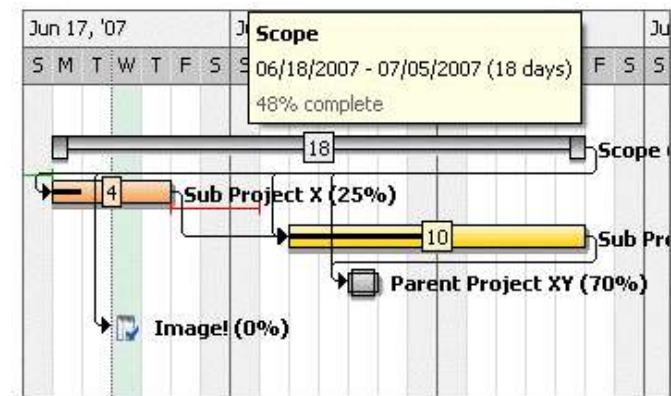 Jun 17, '07
Ju
Scope
06/18/2007 - 07/05/2007 (18 days)
48% complete
S M T W T F S S F S S
18
Scope (
4
Sub Project X (25%)
10
Sub Pro
Parent Project XY (70%)
Image! (0%)